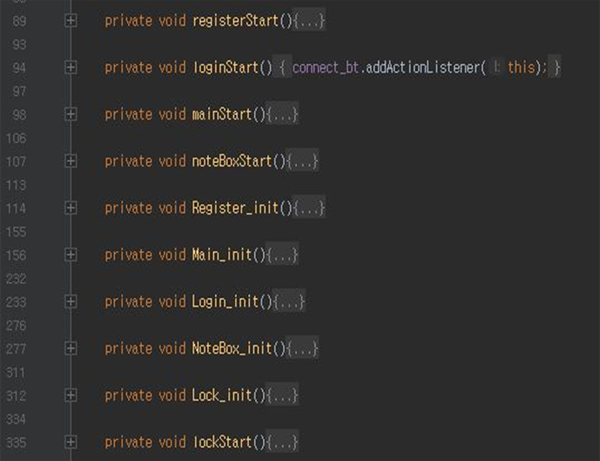 89 private void registerStart(){...}
93
94 private void loginStart() { connect_bt.addActionListener( l: this); }
97
98 private void mainStart(){...}
106
107 private void noteBoxStart(){...}
113
114 private void Register_init(){...}
155
156 private void Main_init(){...}
232
233 private void Login_init(){...}
276
277 private void NoteBox_init(){...}
311
312 private void Lock_init(){...}
334
335 private void lockStart(){...}